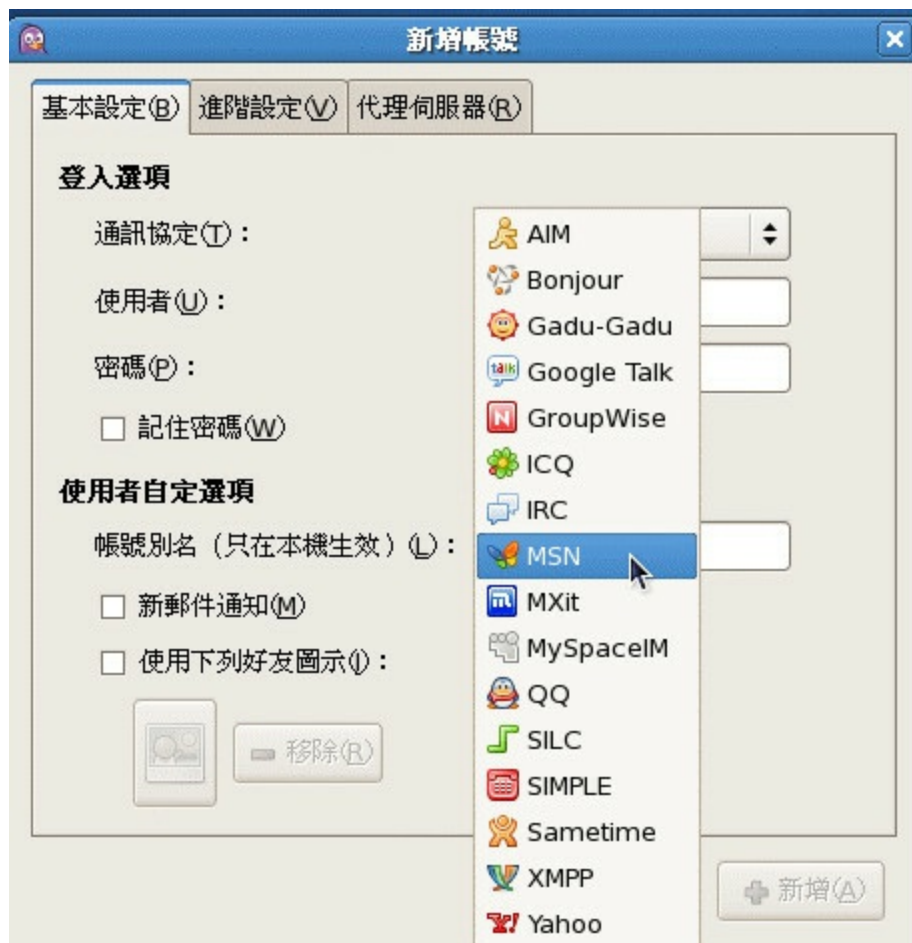 新增帳號
基本設定(B) 進階設定(V) 代理伺服器(R)
登入選項
通訊協定(T)：
使用者(U)：
密碼(P)：
記住密碼(W)
使用者自定選項
帳號別名（只在本機生效）(L)：
新郵件通知(M)
使用下列好友圖示(I)：
移除(R)
AIM
Bonjour
Gadu-Gadu
talk Google Talk
N GroupWise
ICQ
IRC
MSN
m MXit
MySpaceIM
QQ
SILC
SIMPLE
Sametime
XMPP
Y! Yahoo
新增(A)